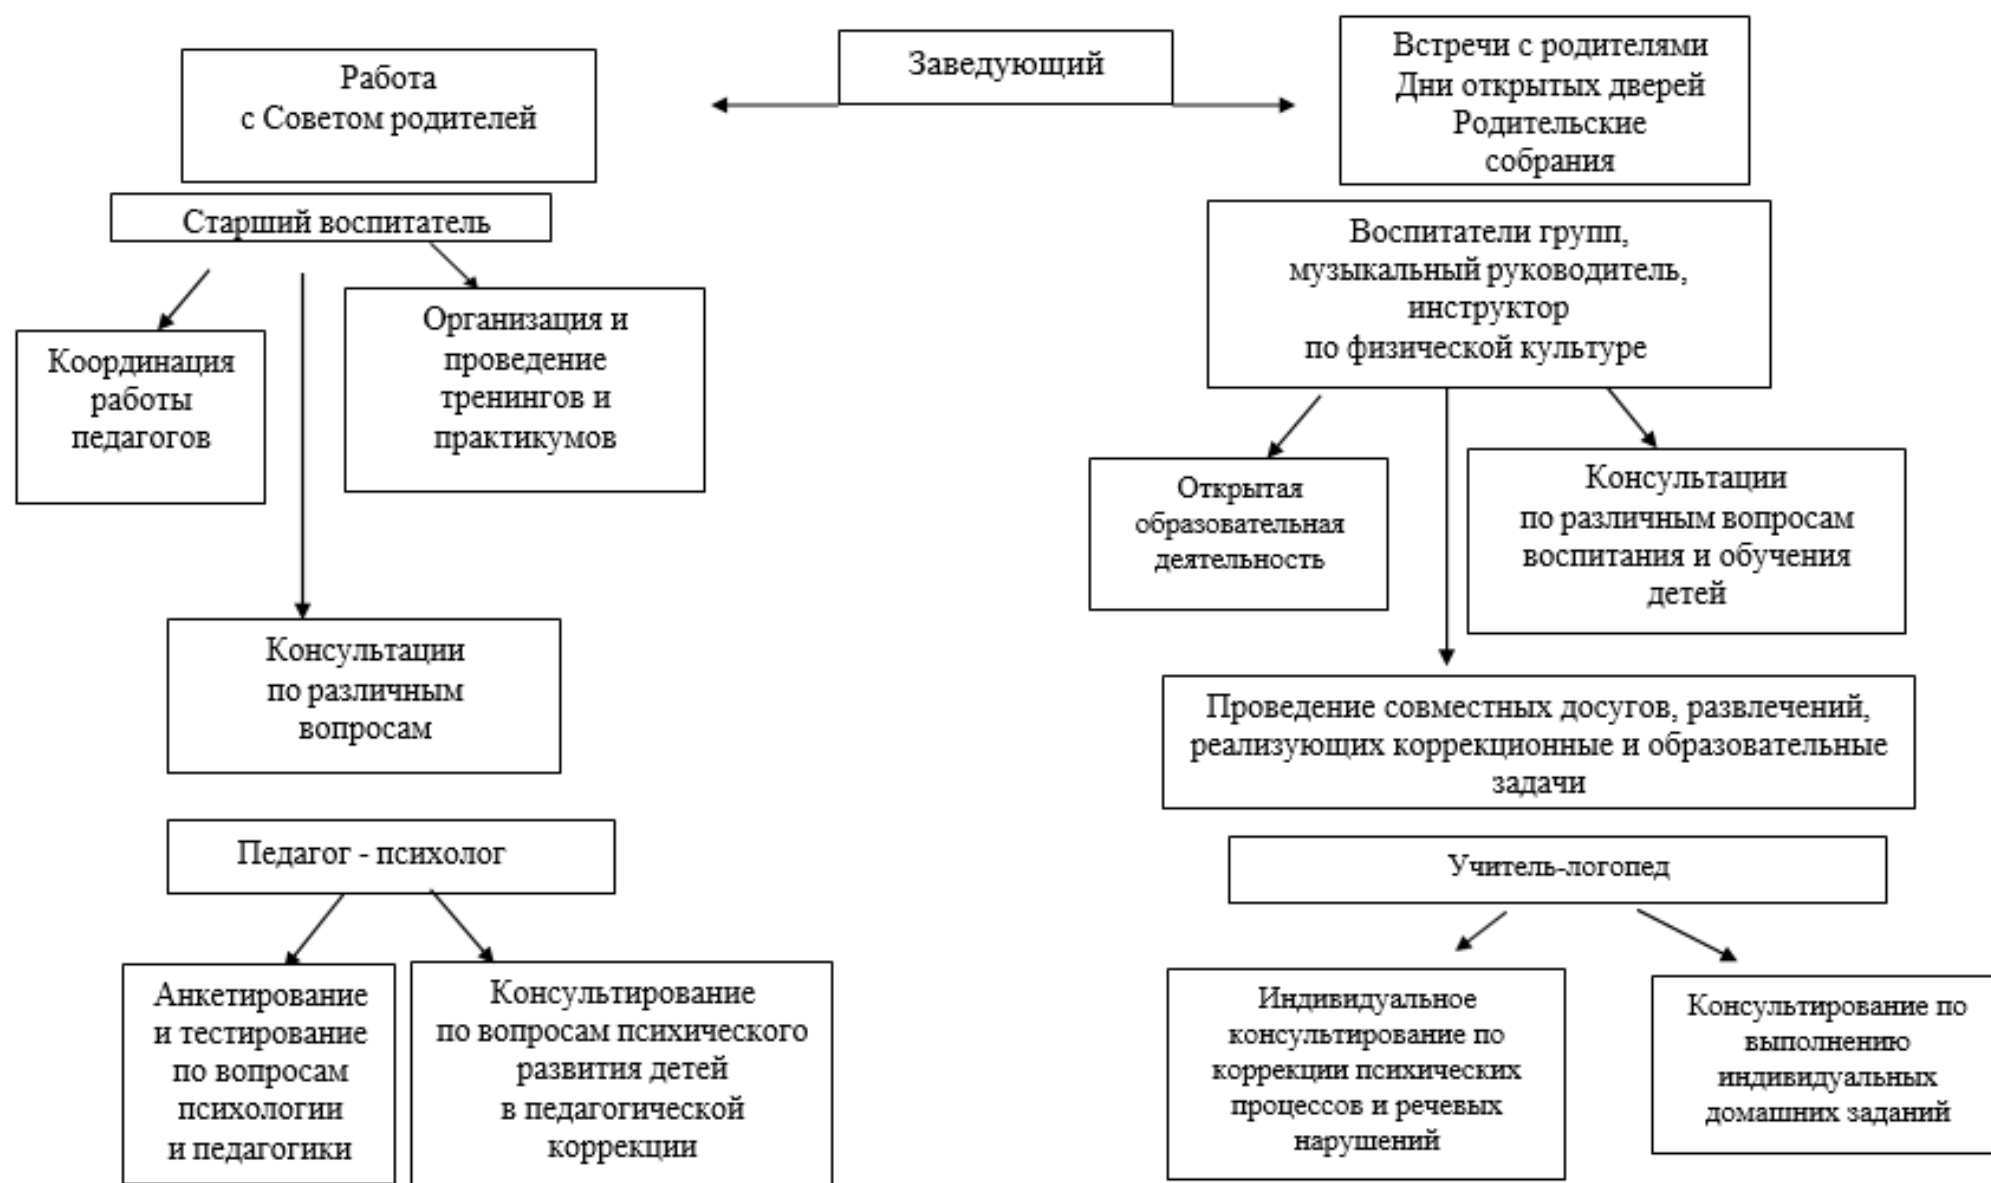 Заведующий
Работа
с Советом родителей
Встречи с родителями
Дни открытых дверей
Родительские
собрания
Старший воспитатель
Координация
работы
педагогов
Организация и
проведение
тренингов и
практикумов
Консультации
по различным
вопросам
Воспитатели групп,
музыкальный руководитель,
инструктор
по физической культуре
Открытая
образовательная
деятельность
Консультации
по различным вопросам
воспитания и обучения
детей
Проведение совместных досугов, развлечений,
реализующих коррекционные и образовательные
задачи
Педагог - психолог
Анкетирование
и тестирование
по вопросам
психологии
и педагогики
Консультирование
по вопросам психического
развития детей
в педагогической
коррекции
Учитель-логопед
Индивидуальное
консультирование по
коррекции психических
процессов и речевых
нарушений
Консультирование по
выполнению
индивидуальных
домашних заданий